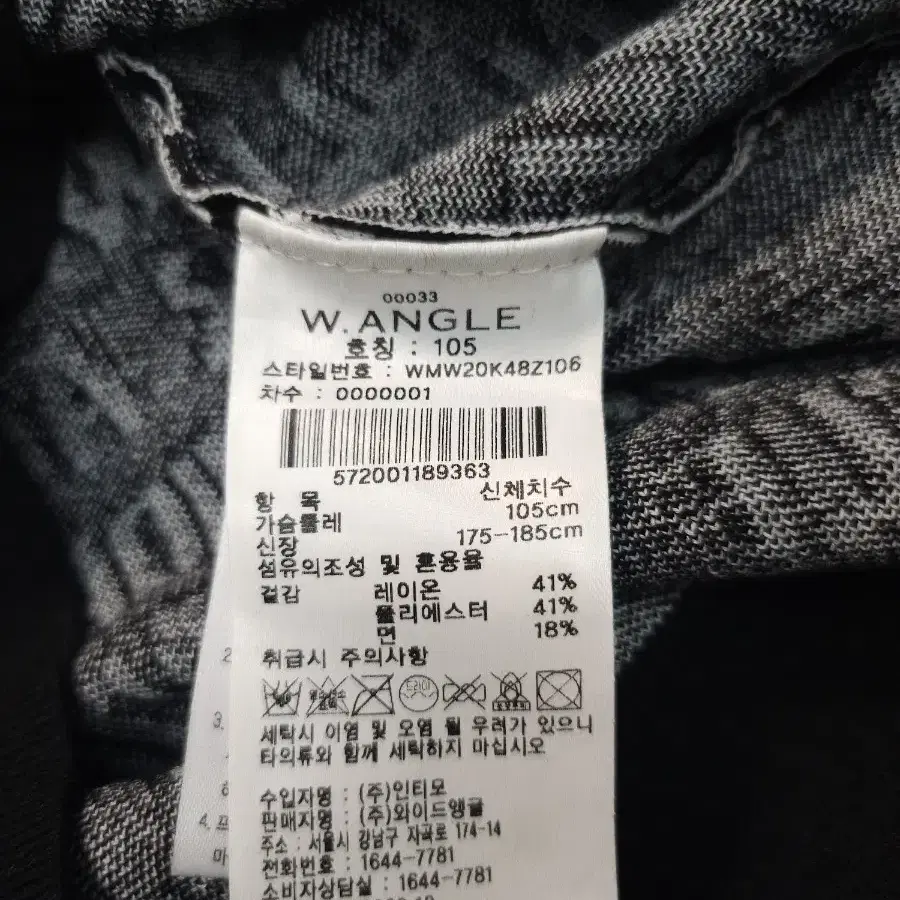 00033
W.ANGLE
호칭 : 105
스타일번호 : WMW20K48Z106
차수 : 0000001
572001189363
항 목 신체치수
가슴둘레 105cm
신장 175-185cm
섬유의조성 및 혼용율
겉감 레이온 41%
폴리에스터 41%
면 18%
취급시 주의사항
드라이
세탁시 이염 및 오염 될 우려가 있으니
타의류와 함께 세탁하지 마십시오
수입자명 : (주)인티모
판매자명 : (주)와이드앵글
주소 : 서울시 강남구 자곡로 174-14
전화번호 : 1644-7781
소비자상담실 : 1644-7781
2
3.
4.